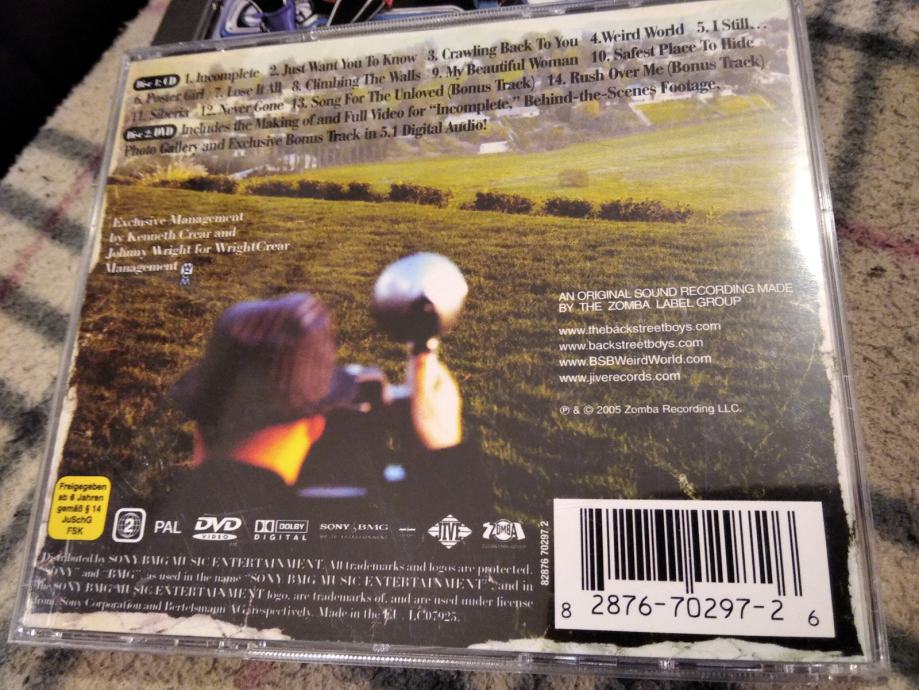 Disc 1: CD 1. Incomplete 2. Just Want You To Know 3. Crawling Back To You 4.Weird World 5. I Still...
6. Poster Girl 7. Lose It All 8. Climbing The Walls 9. My Beautiful Woman 10. Safest Place To Hide
11. Siberia 12. Never Gone 13. Song For The Unloved (Bonus Track) 14. Rush Over Me (Bonus Track)
Disc 2: DVD Includes the Making of and Full Video for "Incomplete," Behind-the-Scenes Footage,
Photo Gallery and Exclusive Bonus Track in 5.1 Digital Audio!
Exclusive Management
by Kenneth Crear and
Johnny Wright for WrightCrear
Management
AN ORIGINAL SOUND RECORDING MADE
BY THE ZOMBA LABEL GROUP
www.thebackstreetboys.com
www.backstreetboys.com
www.BSBWeirdWorld.com
www.jiverecords.com
℗ & © 2005 Zomba Recording LLC.
Freigegeben
ab 6 Jahren
gemäß § 14
JuSchG
FSK
2 PAL DVD VIDEO DOLBY DIGITAL SONY BMG JIVE ZOMBA
82876 70297 2
Distributed by SONY BMG MUSIC ENTERTAINMENT. All trademarks and logos are protected.
"SONY" and "BMG", as used in the name "SONY BMG MUSIC ENTERTAINMENT", and in
the SONY BMG MUSIC ENTERTAINMENT logo, are trademarks of, and are used under license
from, Sony Corporation and Bertelsmann AG, respectively. Made in the EU. LC07925.
8 2876-70297-2 6